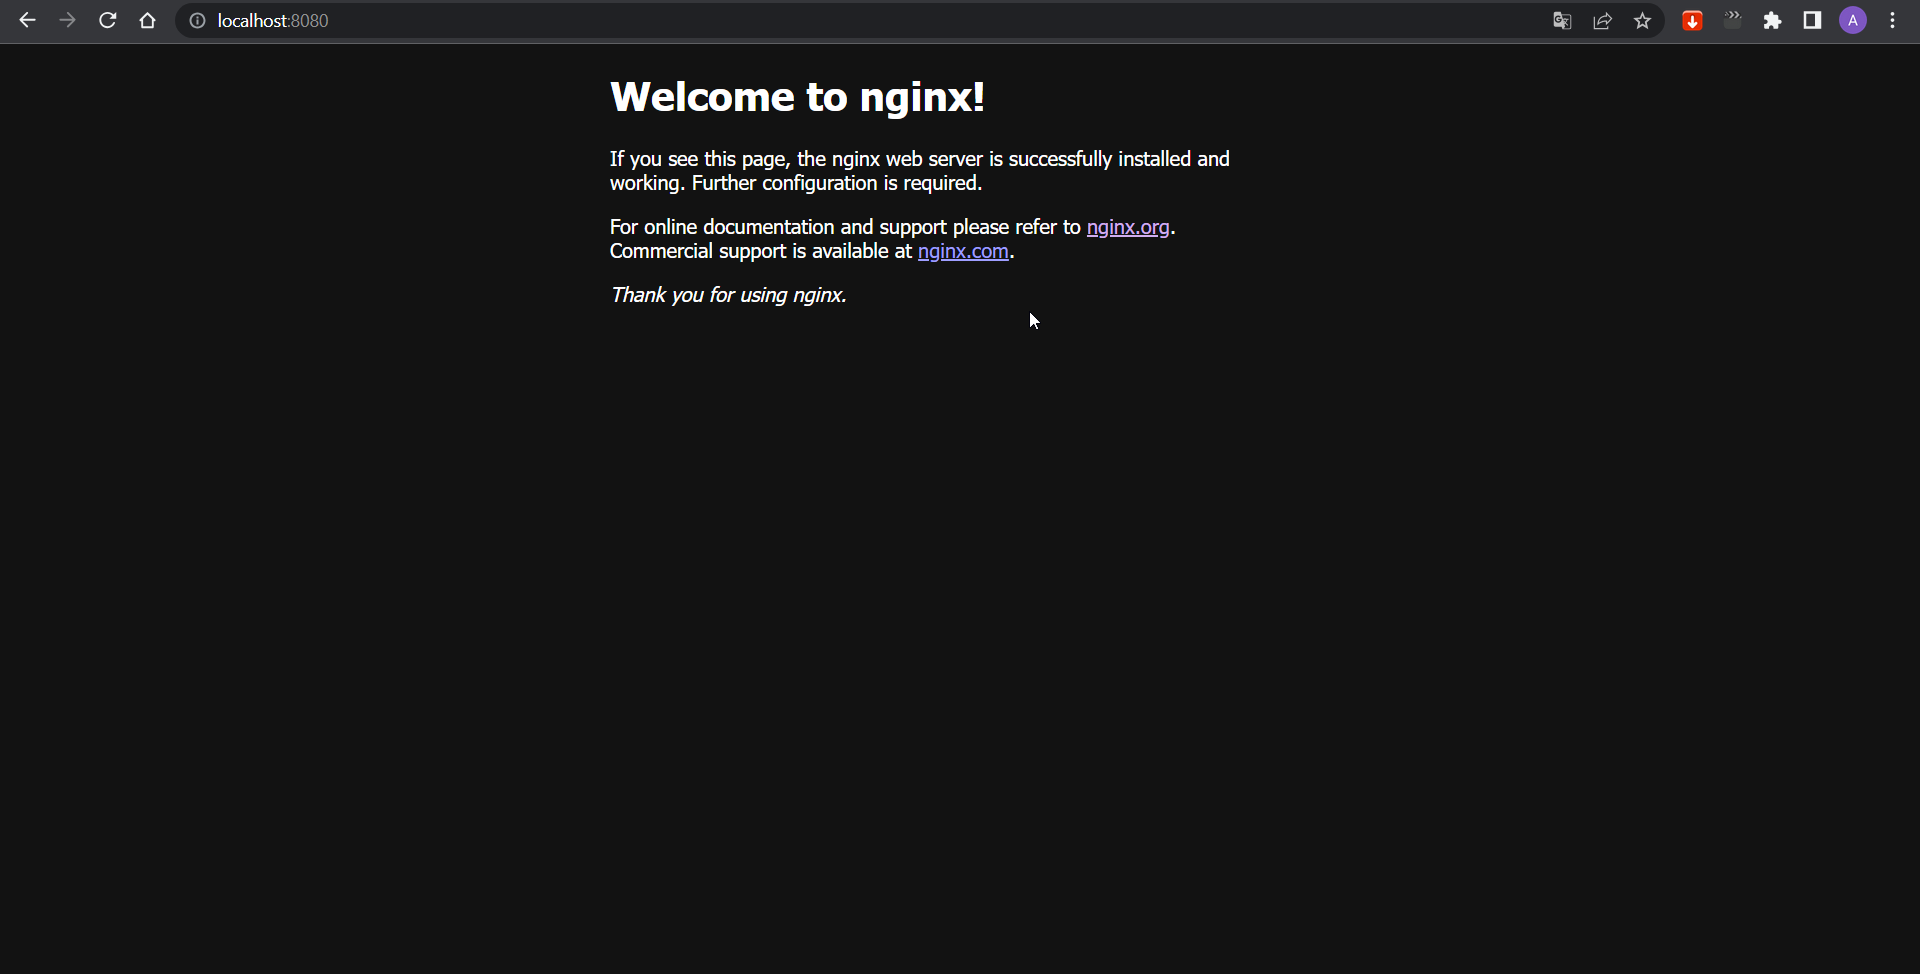 localhost:8080
A
Welcome to nginx!
If you see this page, the nginx web server is successfully installed and
working. Further configuration is required.
For online documentation and support please refer to nginx.org.
Commercial support is available at nginx.com.
Thank you for using nginx.